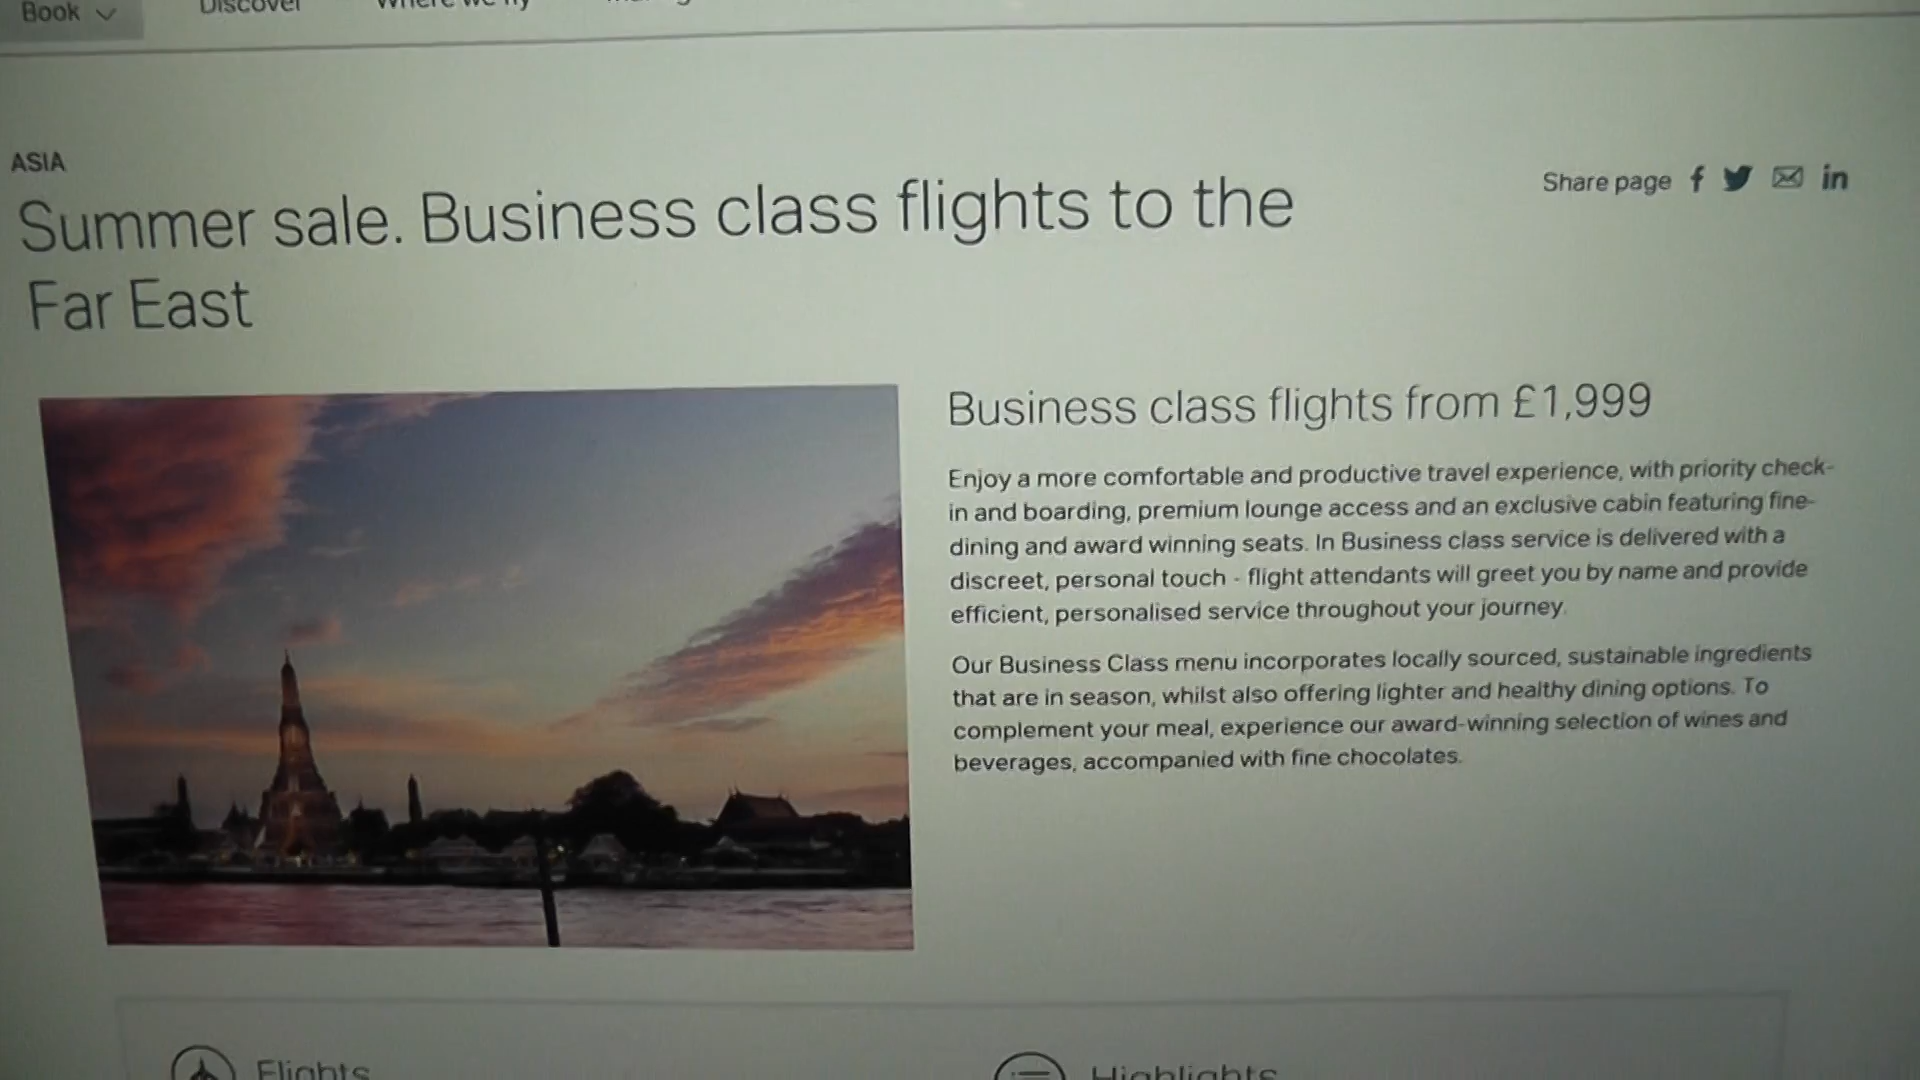 Book
Discover
Where we fly
ASIA
Summer sale. Business class flights to the
Far East
Share page
Business class flights from £1,999
Enjoy a more comfortable and productive travel experience, with priority check-
in and boarding, premium lounge access and an exclusive cabin featuring fine-
dining and award winning seats. In Business class service is delivered with a
discreet, personal touch - flight attendants will greet you by name and provide
efficient, personalised service throughout your journey.
Our Business Class menu incorporates locally sourced, sustainable ingredients
that are in season, whilst also offering lighter and healthy dining options. To
complement your meal, experience our award-winning selection of wines and
beverages, accompanied with fine chocolates.
Flights
Highlights